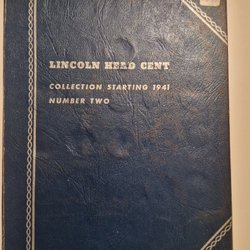 LINCOLN HEAD CENT
COLLECTION STARTING 1941
NUMBER TWO